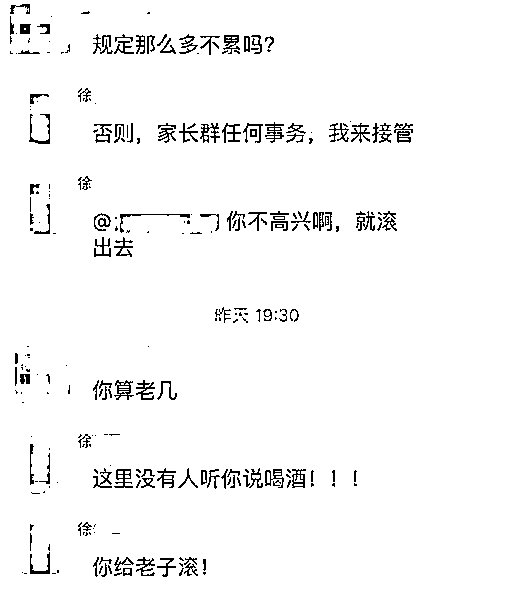 规定那么多不累吗？
徐
否则，家长群任何事务，我来接管
徐
@ 你不高兴啊，就滚
出去
昨天 19:30
你算老几
徐
这里没有人听你说喝酒！！！
徐
你给老子滚！